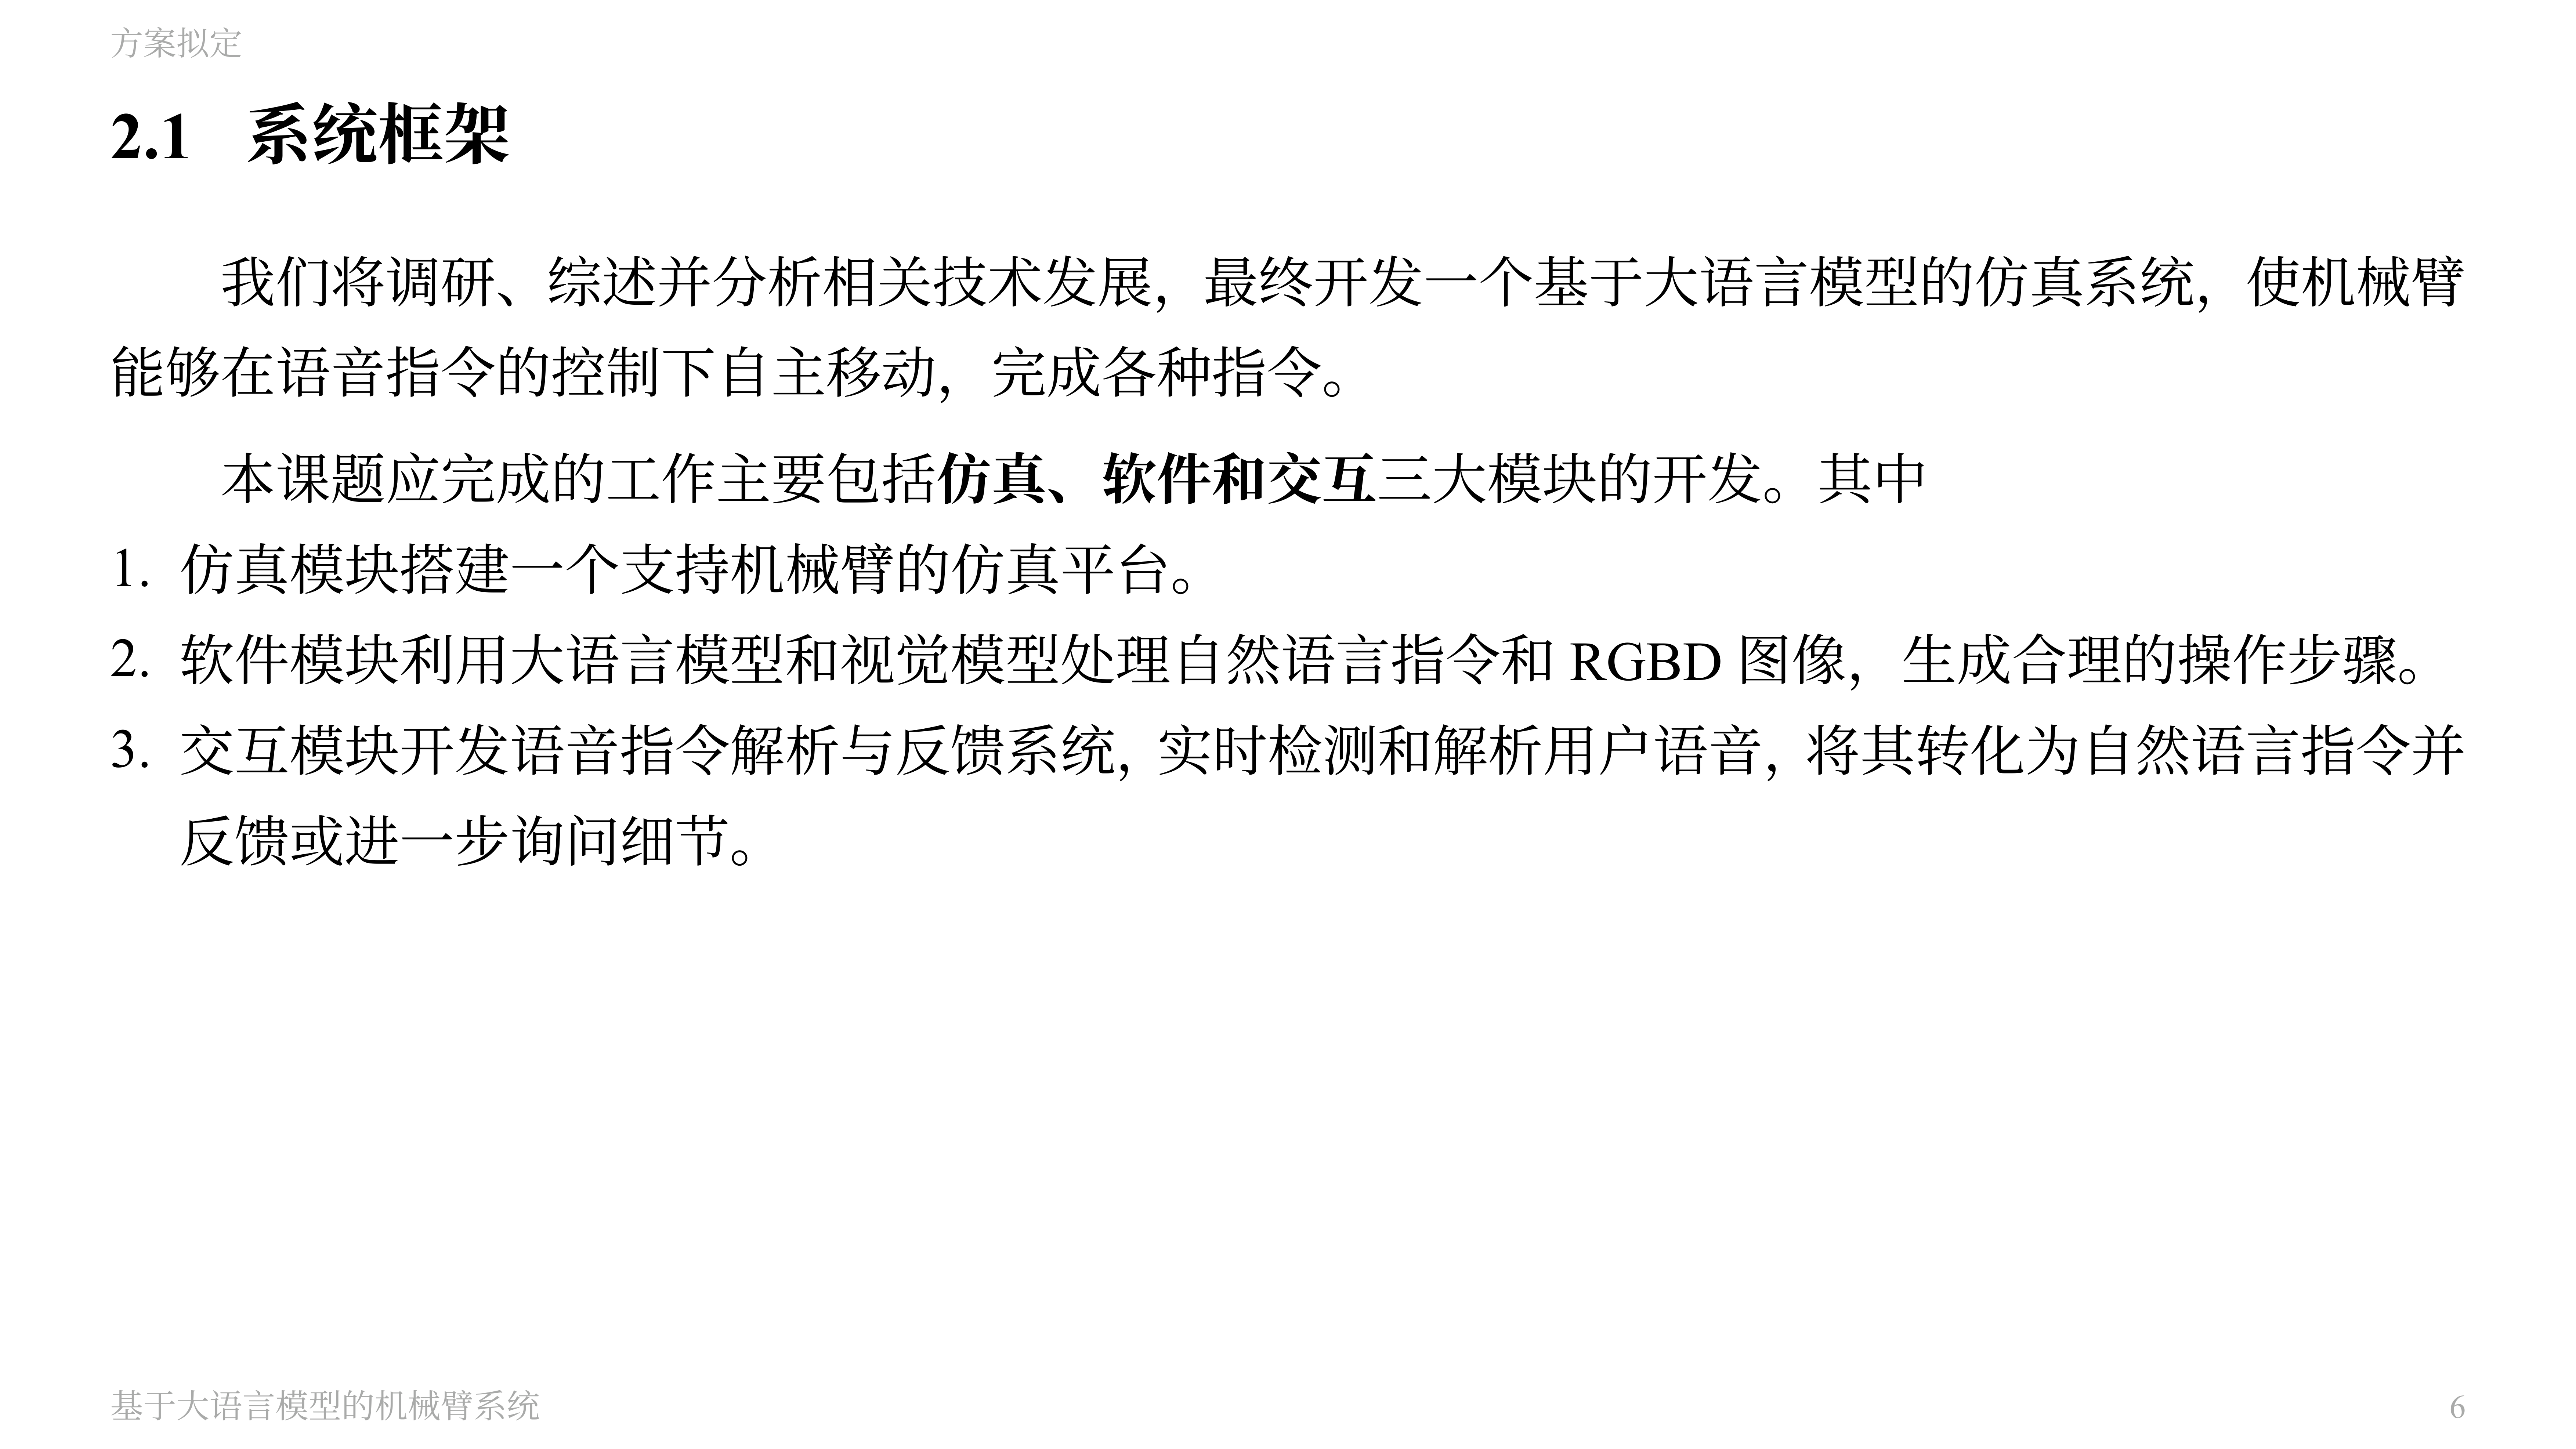 方案拟定
2.1 系统框架
我们将调研、综述并分析相关技术发展，最终开发一个基于大语言模型的仿真系统，使机械臂
能够在语音指令的控制下自主移动，完成各种指令。
本课题应完成的工作主要包括仿真、软件和交互三大模块的开发。其中
1. 仿真模块搭建一个支持机械臂的仿真平台。
2. 软件模块利用大语言模型和视觉模型处理自然语言指令和 RGBD 图像，生成合理的操作步骤。
3. 交互模块开发语音指令解析与反馈系统，实时检测和解析用户语音，将其转化为自然语言指令并
反馈或进一步询问细节。
基于大语言模型的机械臂系统
6